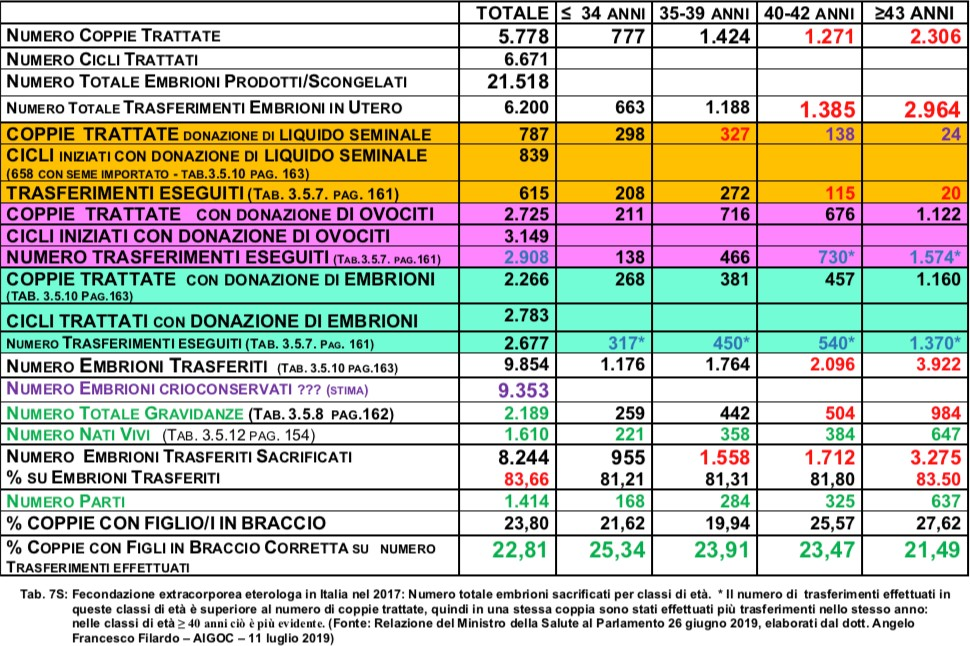 TOTALE ≤ 34 ANNI 35-39 ANNI 40-42 ANNI ≥43 ANNI
NUMERO COPPIE TRATTATE 5.778 777 1.424 1.271 2.306
NUMERO CICLI TRATTATI 6.671
NUMERO TOTALE EMBRIONI PRODOTTI/SCONGELATI 21.518
NUMERO TOTALE TRASFERIMENTI EMBRIONI IN UTERO 6.200 663 1.188 1.385 2.964
COPPIE TRATTATE DONAZIONE DI LIQUIDO SEMINALE 787 298 327 138 24
CICLI INIZIATI CON DONAZIONE DI LIQUIDO SEMINALE 839
(658 CON SEME IMPORTATO - TAB.3.5.10 PAG. 163)
TRASFERIMENTI ESEGUITI (TAB. 3.5.7. PAG. 161) 615 208 272 115 20
COPPIE TRATTATE CON DONAZIONE DI OVOCITI 2.725 211 716 676 1.122
CICLI INIZIATI CON DONAZIONE DI OVOCITI 3.149
NUMERO TRASFERIMENTI ESEGUITI (TAB.3.5.7. PAG.161) 2.908 138 466 730* 1.574*
COPPIE TRATTATE CON DONAZIONE DI EMBRIONI 2.266 268 381 457 1.160
(TAB. 3.5.10 PAG.163)
CICLI TRATTATI CON DONAZIONE DI EMBRIONI 2.783
NUMERO TRASFERIMENTI ESEGUITI (TAB. 3.5.7. PAG. 161) 2.677 317* 450* 540* 1.370*
NUMERO EMBRIONI TRASFERITI (TAB. 3.5.10 PAG.163) 9.854 1.176 1.764 2.096 3.922
NUMERO EMBRIONI CRIOCONSERVATI ??? (STIMA) 9.353
NUMERO TOTALE GRAVIDANZE (TAB. 3.5.8 PAG.162) 2.189 259 442 504 984
NUMERO NATI VIVI (TAB. 3.5.12 PAG. 154) 1.610 221 358 384 647
NUMERO EMBRIONI TRASFERITI SACRIFICATI 8.244 955 1.558 1.712 3.275
% SU EMBRIONI TRASFERITI 83,66 81,21 81,31 81,80 83.50
NUMERO PARTI 1.414 168 284 325 637
% COPPIE CON FIGLIO/I IN BRACCIO 23,80 21,62 19,94 25,57 27,62
% COPPIE CON FIGLI IN BRACCIO CORRETTA SU NUMERO 22,81 25,34 23,91 23,47 21,49
TRASFERIMENTI EFFETTUATI
Tab. 7S: Fecondazione extracorporea eterologa in Italia nel 2017: Numero totale embrioni sacrificati per classi di età. * Il numero di trasferimenti effettuati in
queste classi di età è superiore al numero di coppie trattate, quindi in una stessa coppia sono stati effettuati più trasferimenti nello stesso anno:
nelle classi di età ≥ 40 anni ciò è più evidente. (Fonte: Relazione del Ministro della Salute al Parlamento 26 giugno 2019, elaborati dal dott. Angelo
Francesco Filardo – AIGOC – 11 luglio 2019)